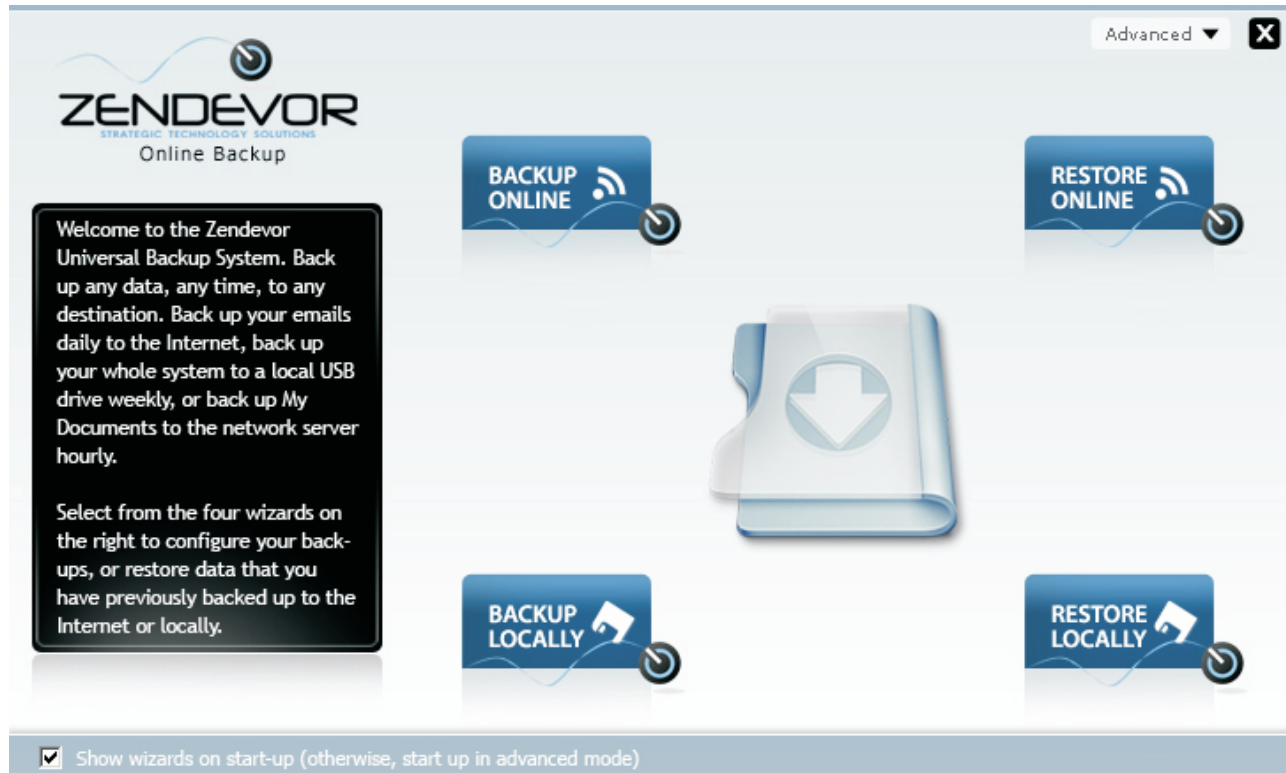 Advanced
ZENDEVOR
STRATEGIC TECHNOLOGY SOLUTIONS
Online Backup
BACKUP
ONLINE
RESTORE
ONLINE
Welcome to the Zendevor
Universal Backup System. Back
up any data, any time, to any
destination. Back up your emails
daily to the Internet, back up
your whole system to a local USB
drive weekly, or back up My
Documents to the network server
hourly.
Select from the four wizards on
the right to configure your back-
ups, or restore data that you
have previously backed up to the
Internet or locally.
BACKUP
LOCALLY
RESTORE
LOCALLY
Show wizards on start-up (otherwise, start up in advanced mode)